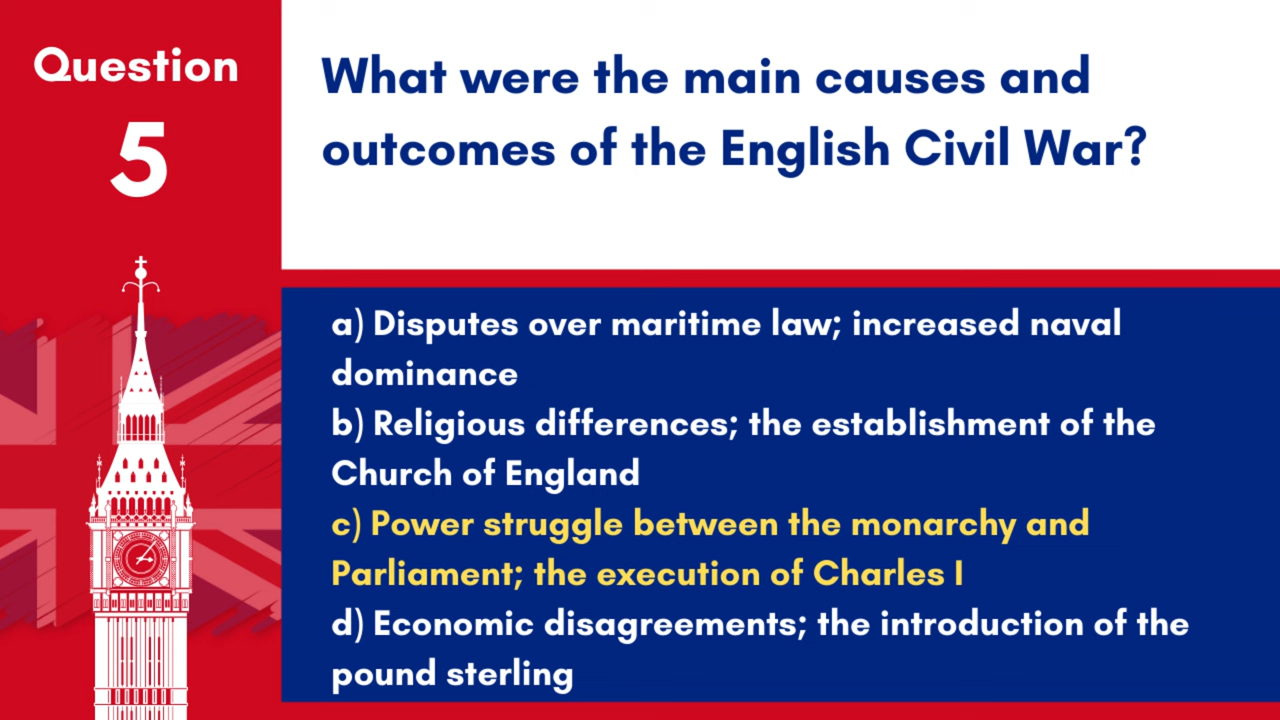 Question
5
What were the main causes and
outcomes of the English Civil War?
a) Disputes over maritime law; increased naval
dominance
b) Religious differences; the establishment of the
Church of England
c) Power struggle between the monarchy and
Parliament; the execution of Charles I
d) Economic disagreements; the introduction of the
pound sterling